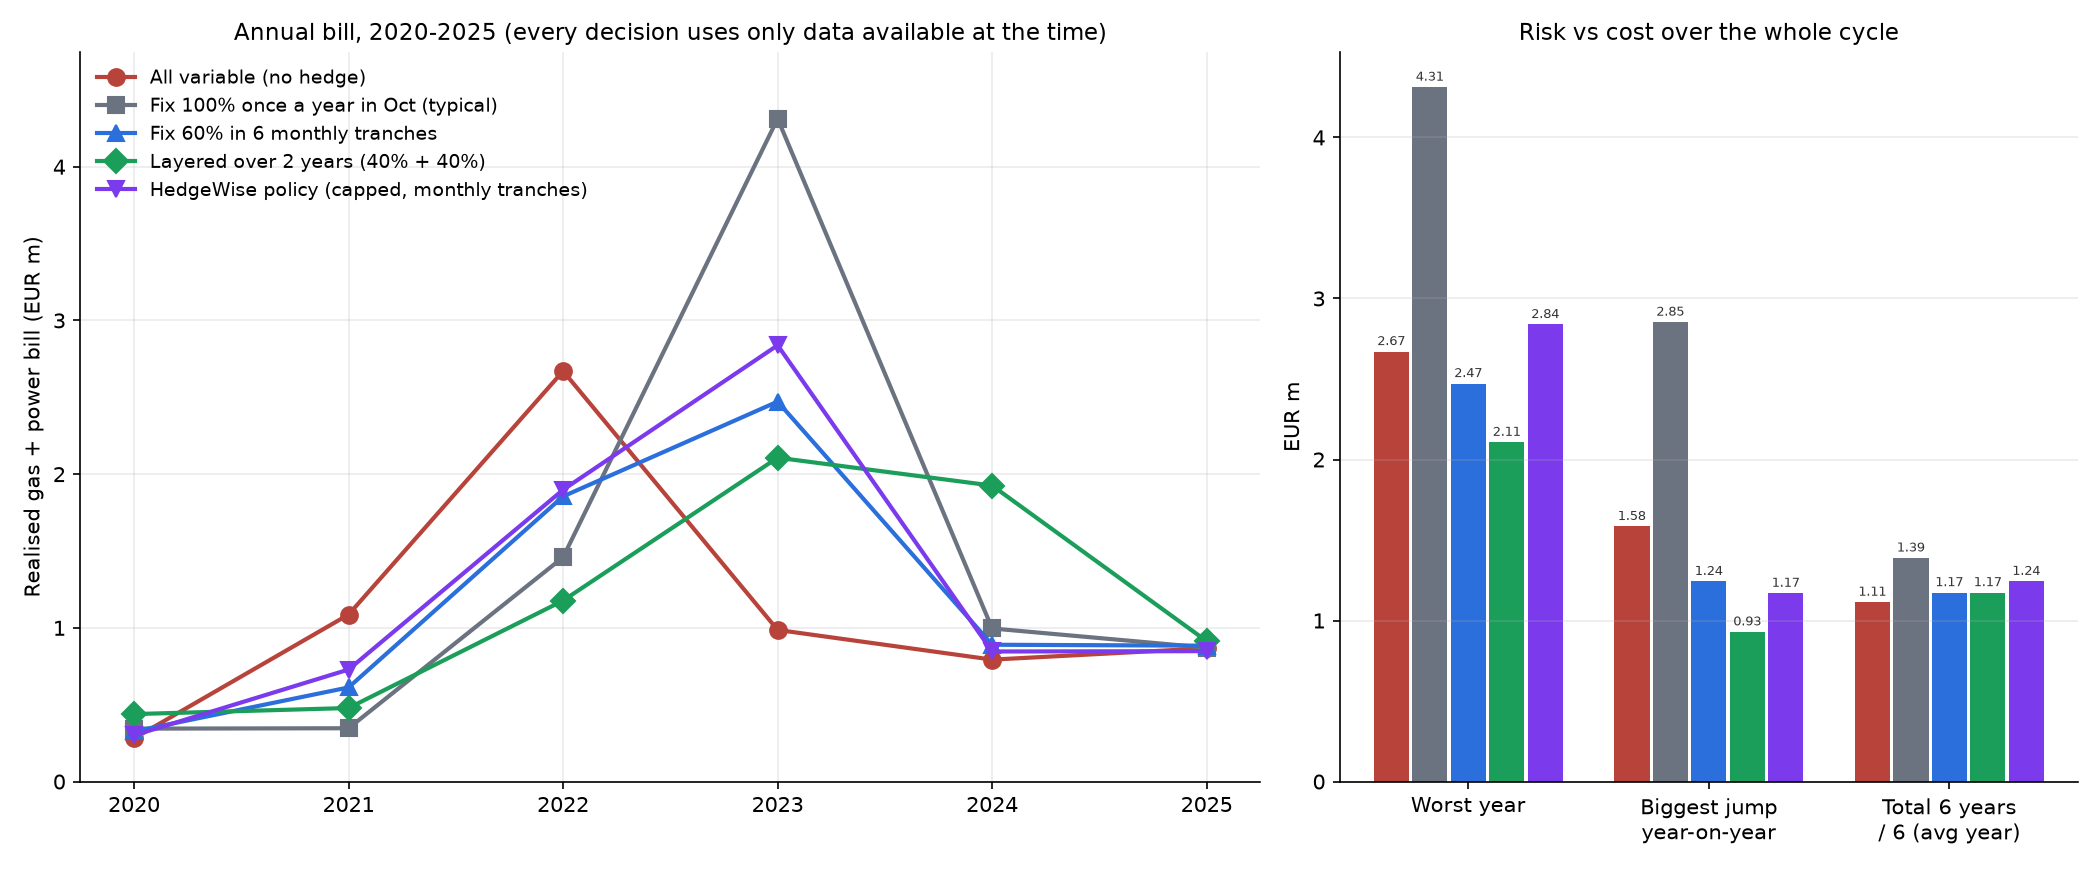 Annual bill, 2020-2025 (every decision uses only data available at the time)
All variable (no hedge)
Fix 100% once a year in Oct (typical)
Fix 60% in 6 monthly tranches
Layered over 2 years (40% + 40%)
HedgeWise policy (capped, monthly tranches)
Realised gas + power bill (EUR m)
4
3
2
1
0
2020 2021 2022 2023 2024 2025
Risk vs cost over the whole cycle
EUR m
4
3
2
1
0
2.67 4.31 2.47 2.11 2.84
1.58 2.85 1.24 0.93 1.17
1.11 1.39 1.17 1.17 1.24
Worst year
Biggest jump
year-on-year
Total 6 years
/ 6 (avg year)